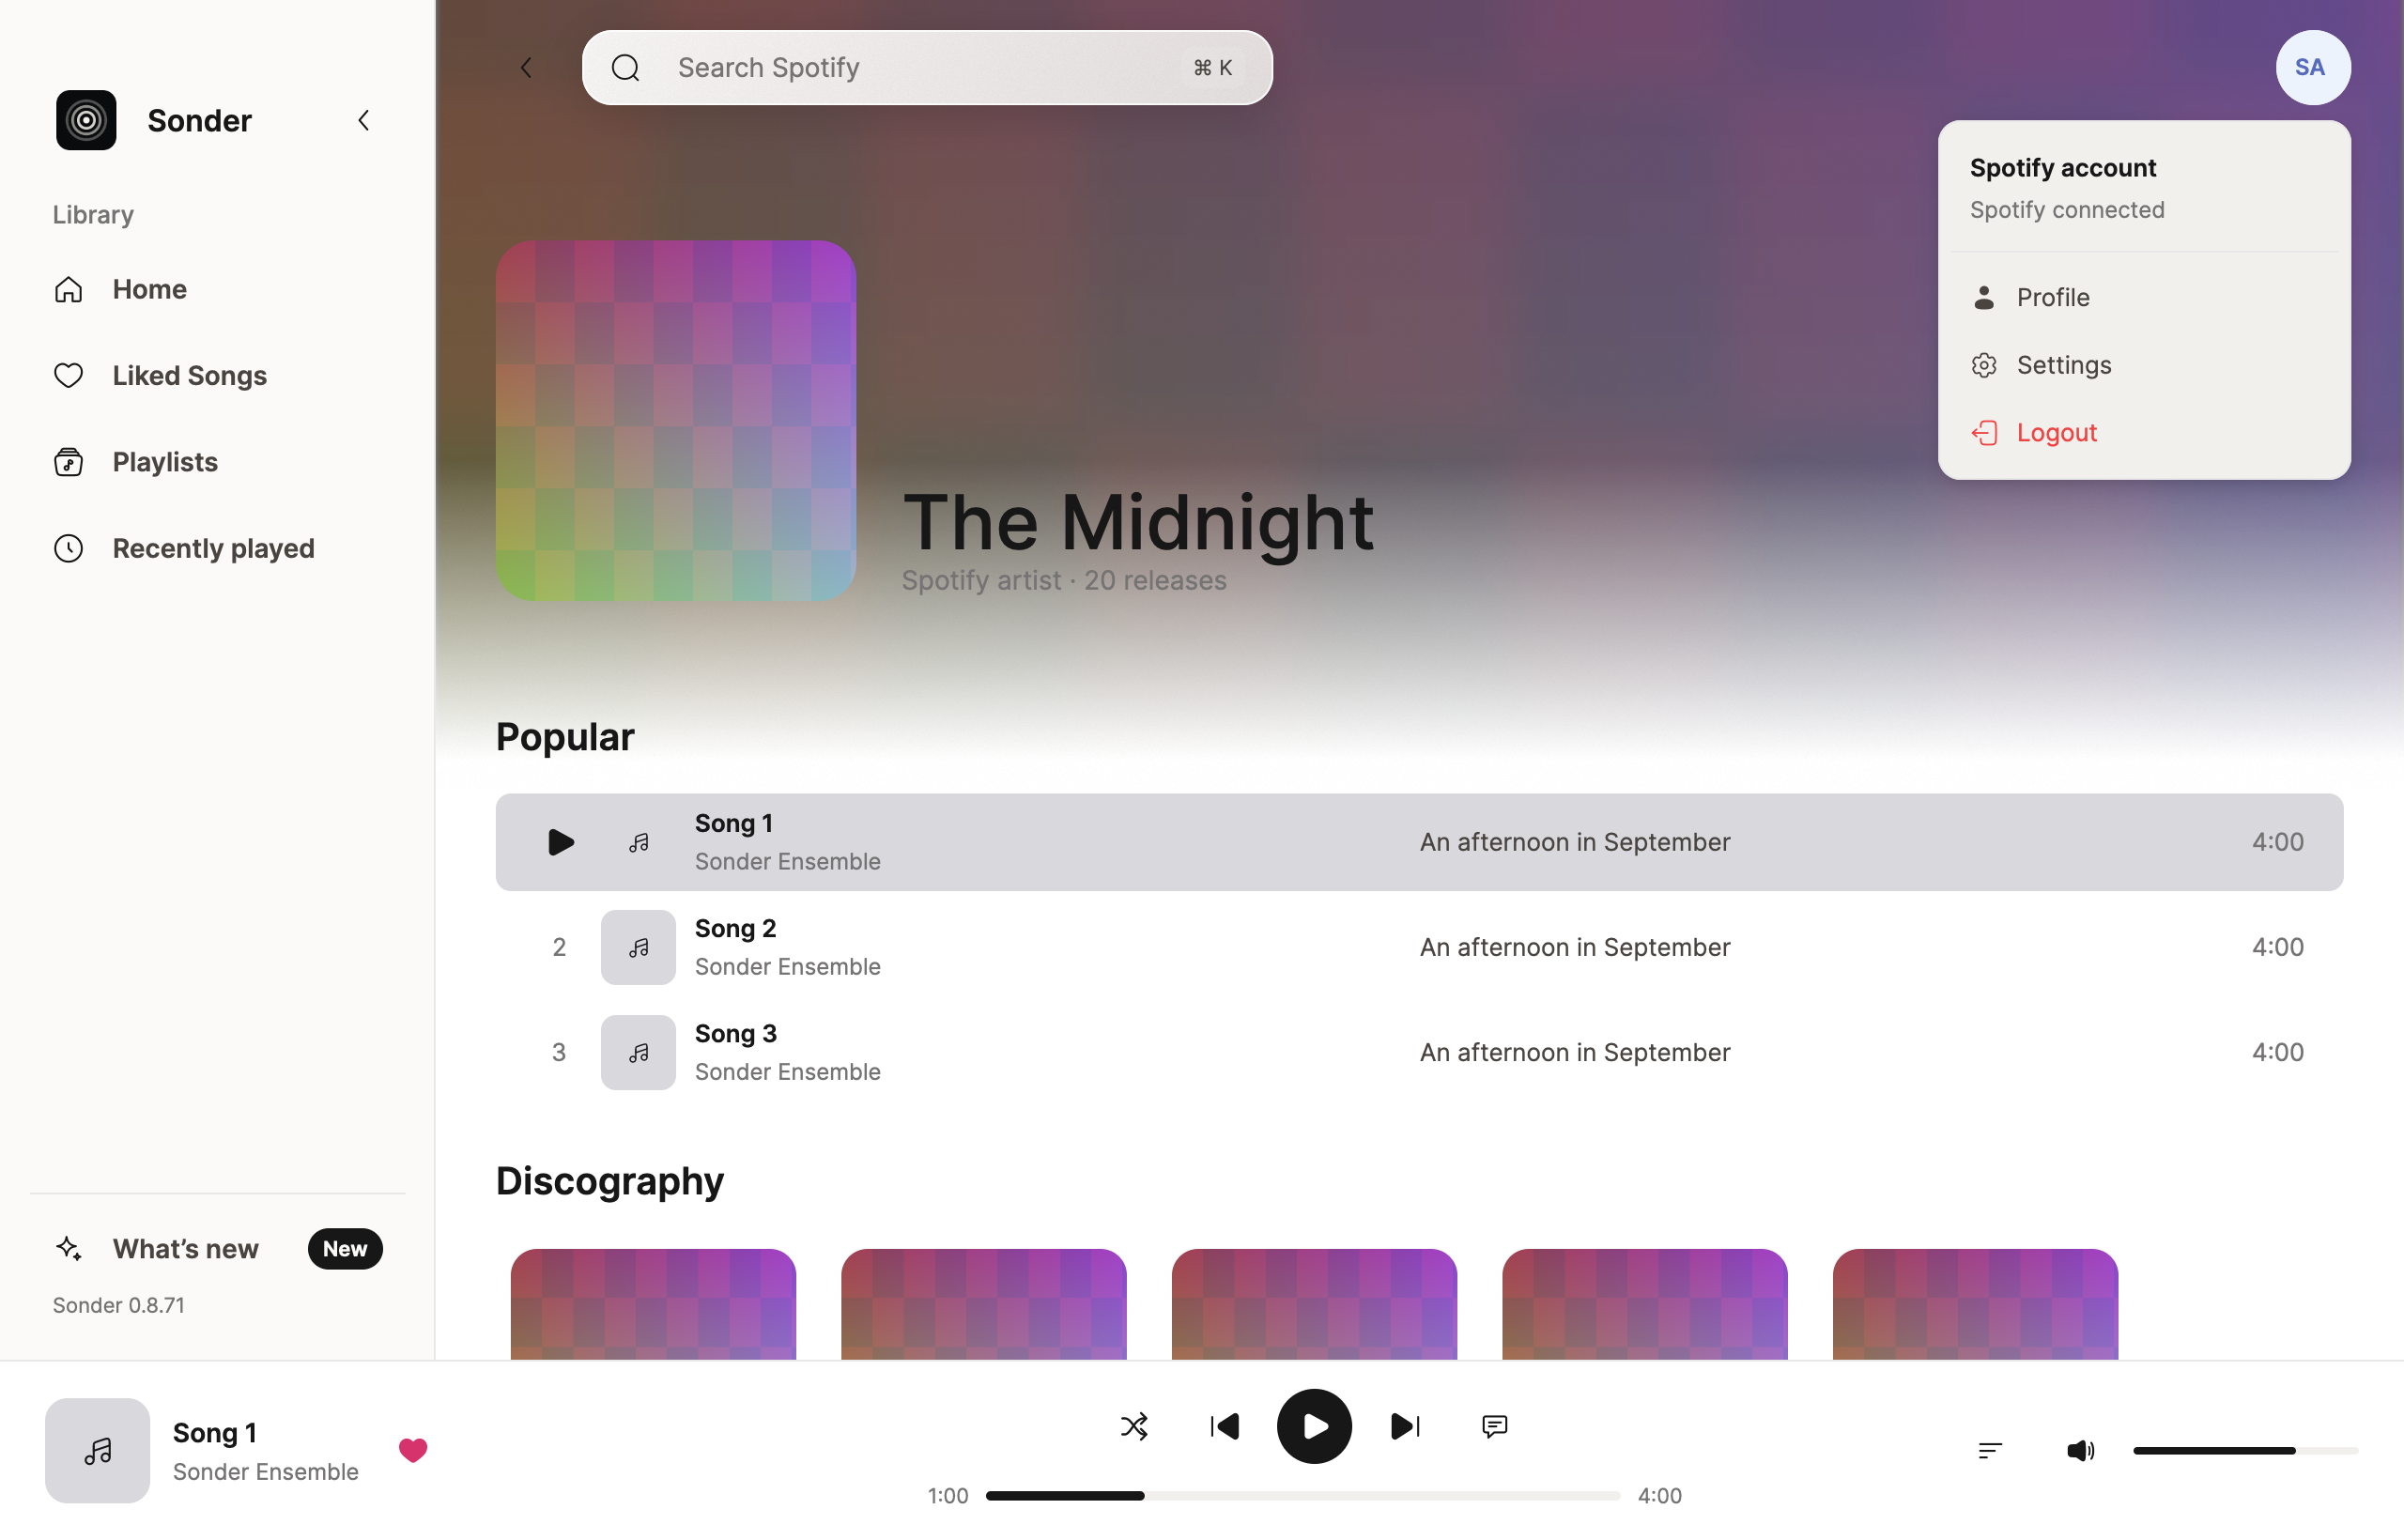 Sonder
Library
Home
Liked Songs
Playlists
Recently played
What’s new
New
Sonder 0.8.71
Search Spotify
⌘ K
SA
Spotify account
Spotify connected
Profile
Settings
Logout
The Midnight
Spotify artist · 20 releases
Popular
Song 1
Sonder Ensemble
An afternoon in September
4:00
2
Song 2
Sonder Ensemble
An afternoon in September
4:00
3
Song 3
Sonder Ensemble
An afternoon in September
4:00
Discography
Song 1
Sonder Ensemble
1:00
4:00